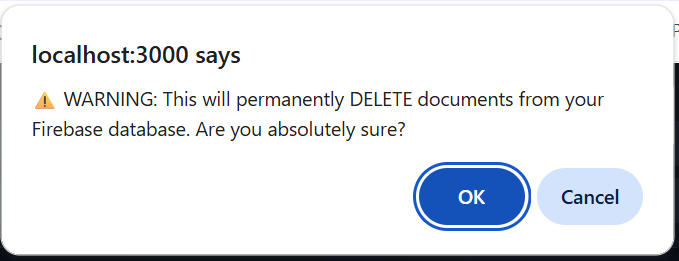 localhost:3000 says
⚠️ WARNING: This will permanently DELETE documents from your
Firebase database. Are you absolutely sure?
OK
Cancel